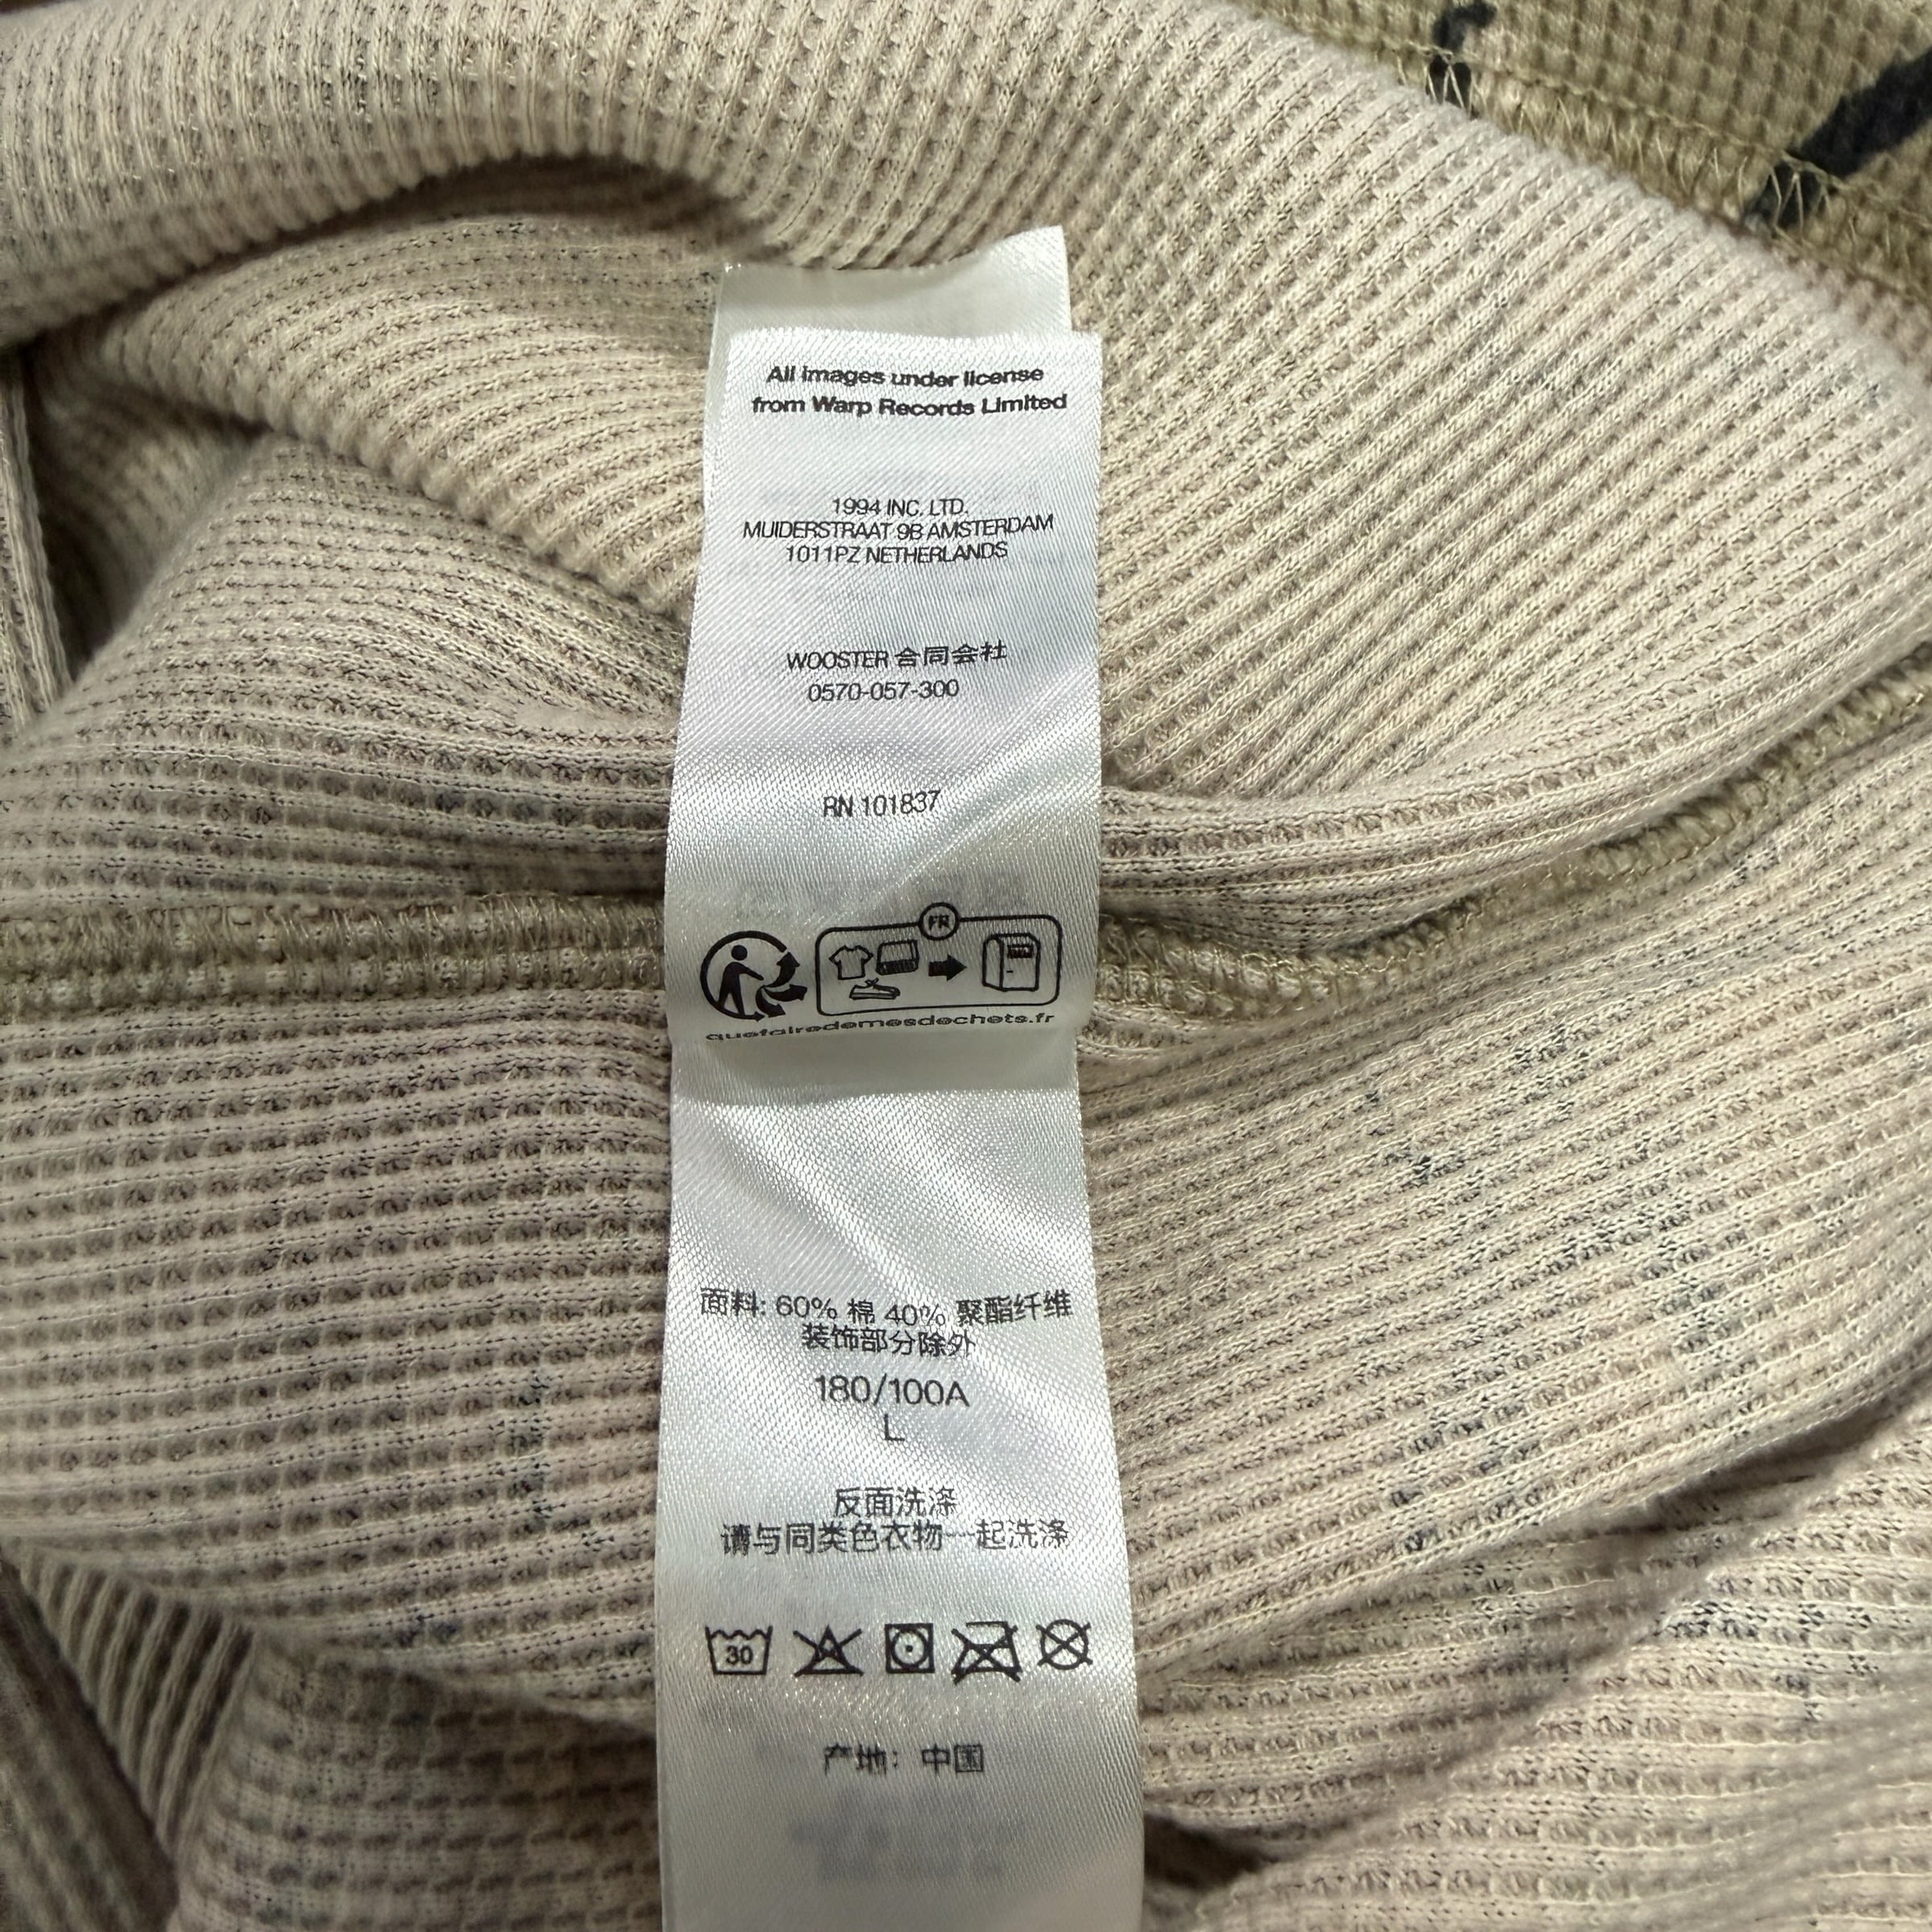 All images under license
from Warp Records Limited
1994 INC. LTD.
MUIDERSTRAAT 9B AMSTERDAM
1011PZ NETHERLANDS
WOOSTER 合同会社
0570-057-300
RN 101837
FR
quefairedemesdechets.fr
面料: 60% 棉 40% 聚酯纤维
装饰部分除外
180/100A
L
反面洗涤
请与同类色衣物一起洗涤
30
产地: 中国